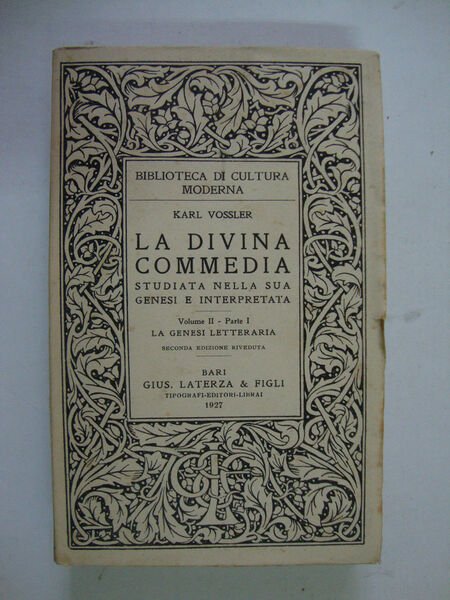 BIBLIOTECA DI CULTURA
MODERNA
KARL VOSSLER
LA DIVINA
COMMEDIA
STUDIATA NELLA SUA
GENESI E INTERPRETATA
Volume II - Parte I
LA GENESI LETTERARIA
SECONDA EDIZIONE RIVEDUTA
BARI
GIUS. LATERZA & FIGLI
TIPOGRAFI-EDITORI-LIBRAI
1927